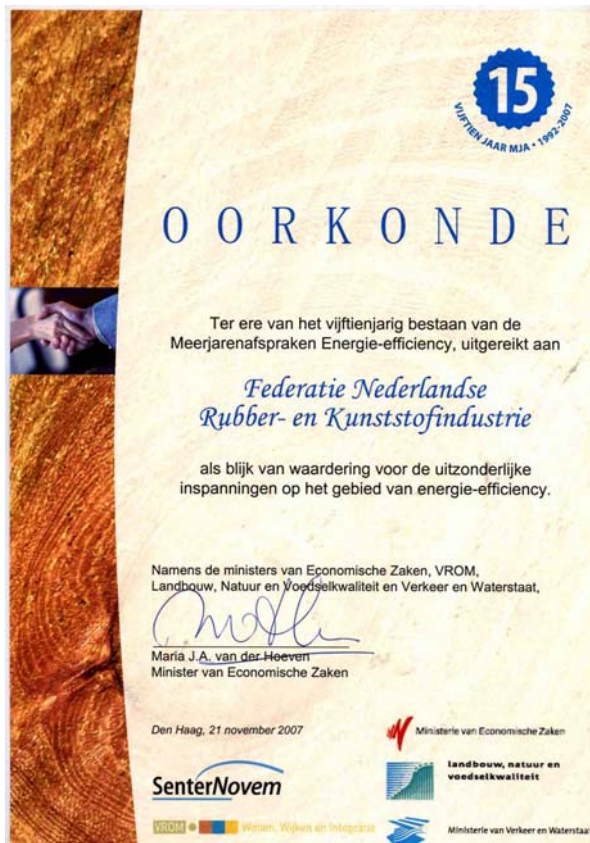 15
VIJFTIEN JAAR MJA • 1992-2007
OORKONDE
Ter ere van het vijftienjarig bestaan van de
Meerjarenafspraken Energie-efficiency, uitgereikt aan
Federatie Nederlandse
Rubber- en Kunststofindustrie
als blijk van waardering voor de uitzonderlijke
inspanningen op het gebied van energie-efficiency.
Namens de ministers van Economische Zaken, VROM,
Landbouw, Natuur en Voedselkwaliteit en Verkeer en Waterstaat,
Maria J.A. van der Hoeven
Minister van Economische Zaken
Den Haag, 21 november 2007
Ministerie van Economische Zaken
landbouw, natuur en
voedselkwaliteit
SenterNovem
VROM Wonen, Wijken en Integratie
Ministerie van Verkeer en Waterstaat